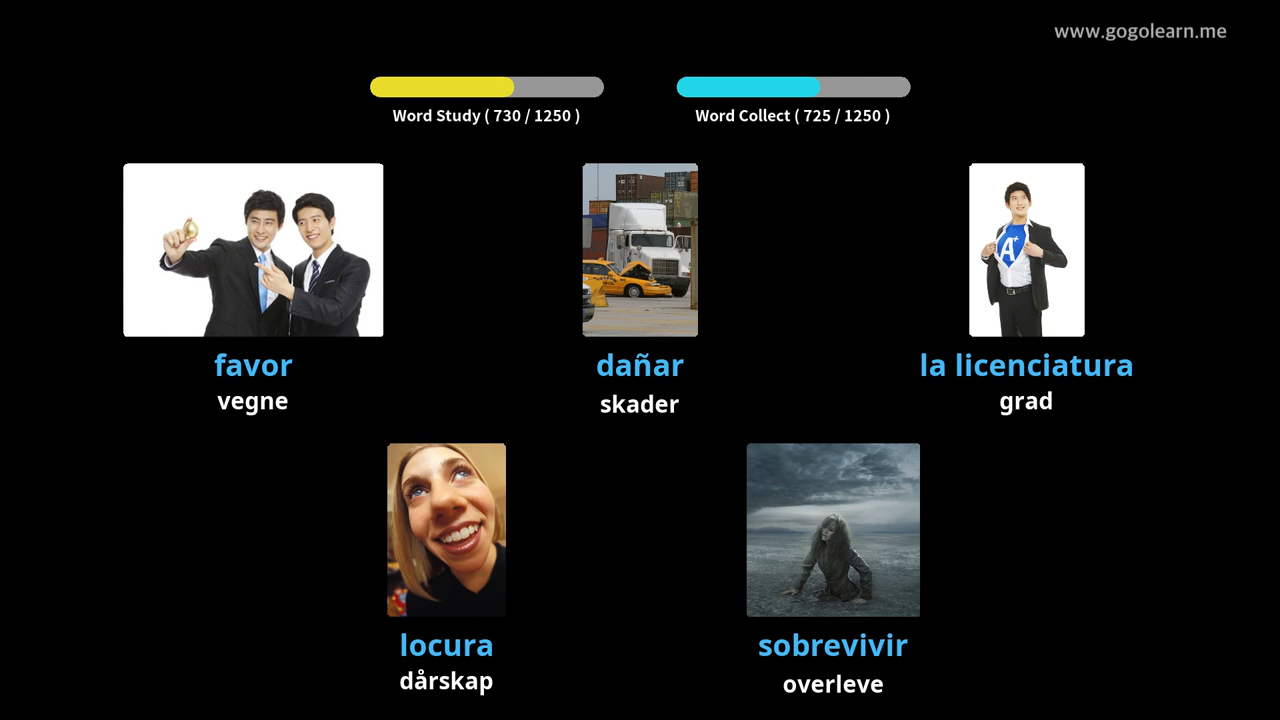 www.gogolearn.me
Word Study ( 730 / 1250 )
Word Collect ( 725 / 1250 )
favor
vegne
dañar
skader
la licenciatura
A+
grad
locura
dårskap
sobrevivir
overleve